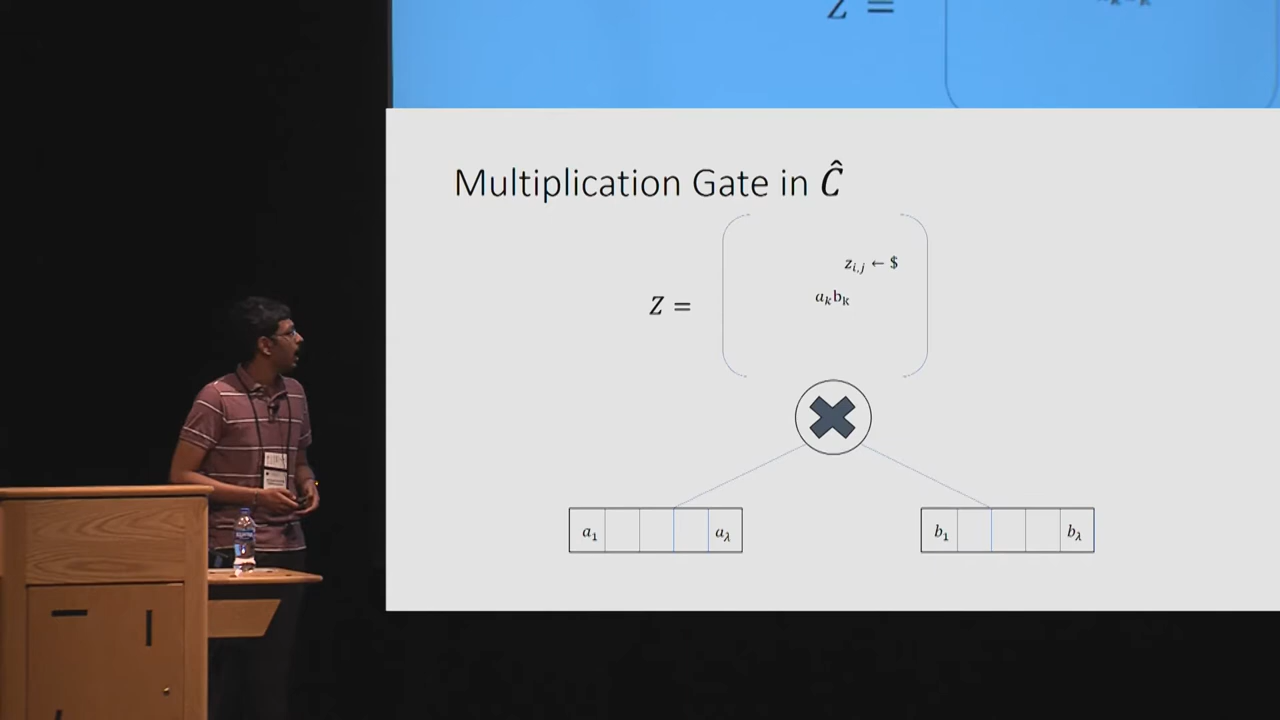 Z =
Multiplication Gate in Ĉ
z_{i,j} ← $
Z =
a_k b_k
a_1 a_λ b_1 b_λ